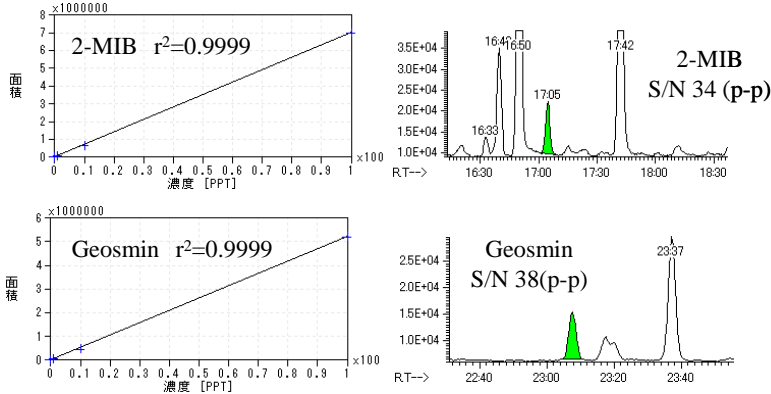 x1000000
8
7
6
5
4
3
2
1
0
面積
2-MIB r²=0.9999
0 0.1 0.2 0.3 0.4 0.5 0.6 0.7 0.8 0.9 1
x100
濃度 [PPT]
3.5E+04
3.0E+04
2.5E+04
2.0E+04
1.5E+04
1.0E+04
16:33
16:50
17:05
17:42
2-MIB
S/N 34 (p-p)
RT-->
16:30 17:00 17:30 18:00 18:30
x1000000
6
5
4
3
2
1
0
面積
Geosmin r²=0.9999
0 0.1 0.2 0.3 0.4 0.5 0.6 0.7 0.8 0.9 1
x100
濃度 [PPT]
2.5E+04
2.0E+04
1.5E+04
1.0E+04
Geosmin
S/N 38(p-p)
23:37
RT-->
22:40 23:00 23:20 23:40